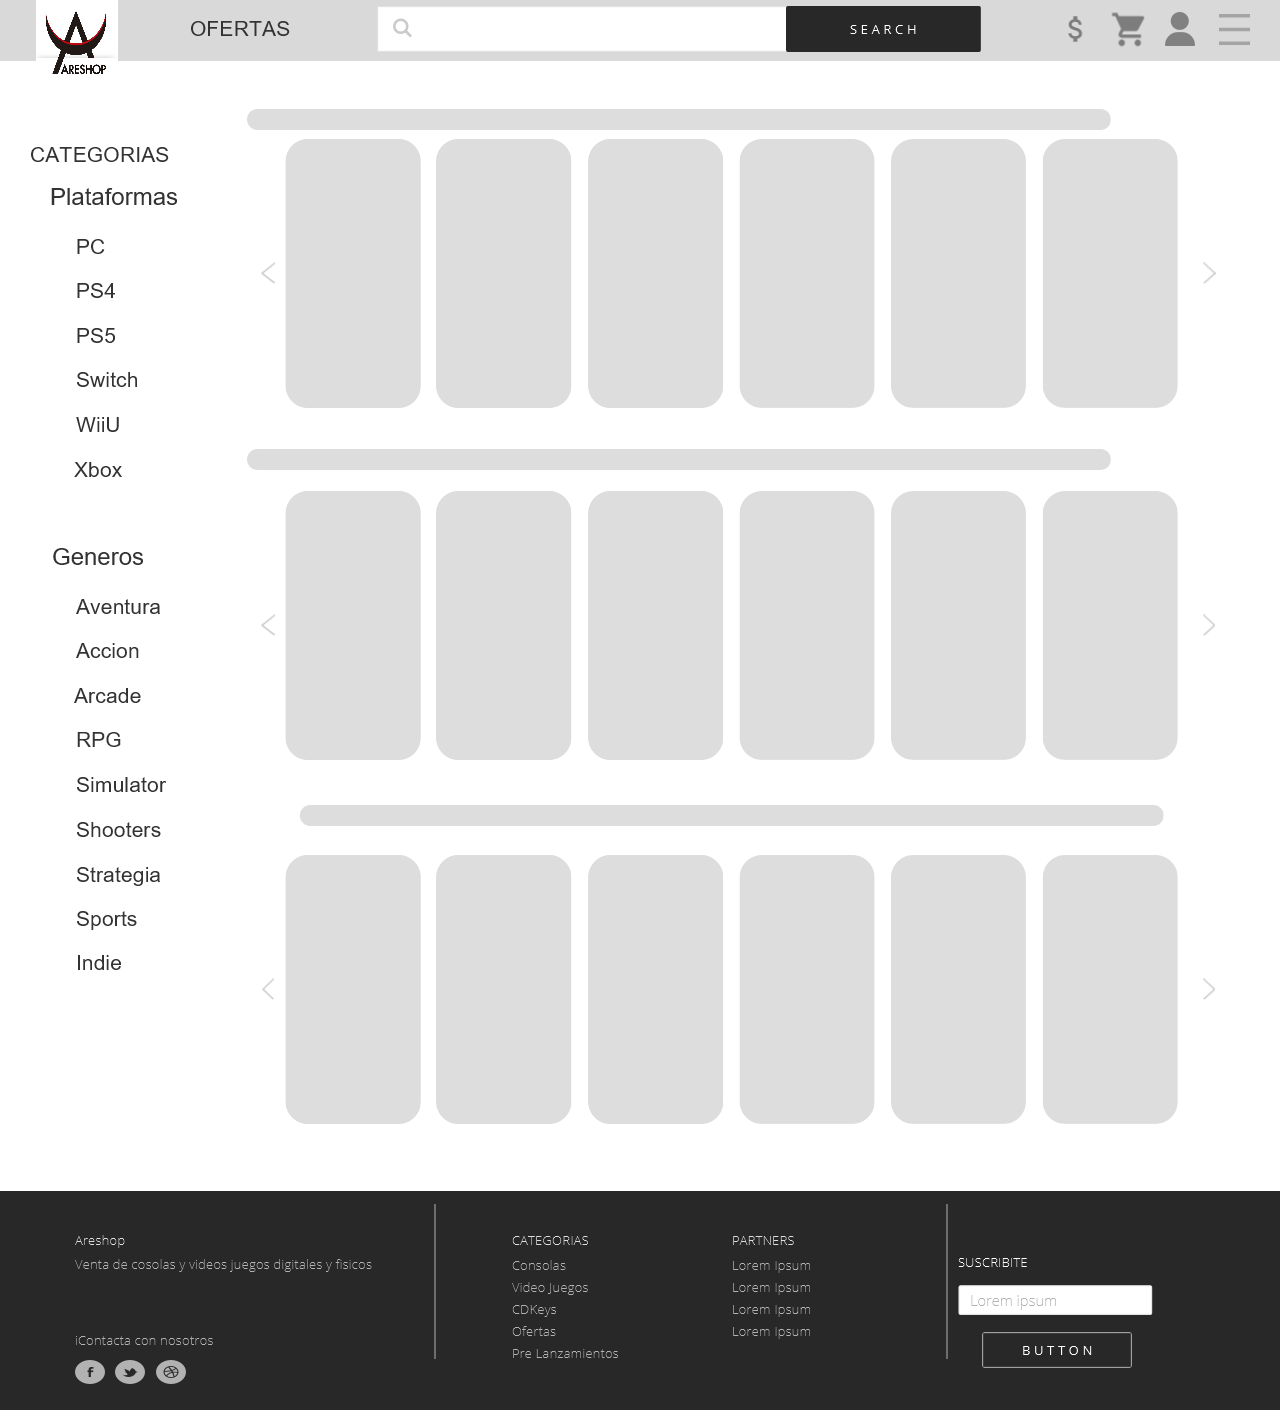 ARESHOP
OFERTAS
SEARCH
$
CATEGORIAS
Plataformas
PC
PS4
PS5
Switch
WiiU
Xbox
Generos
Aventura
Accion
Arcade
RPG
Simulator
Shooters
Strategia
Sports
Indie
Areshop
Venta de cosolas y videos juegos digitales y fisicos
iContacta con nosotros
f
CATEGORIAS
Consolas
Video Juegos
CDKeys
Ofertas
Pre Lanzamientos
PARTNERS
Lorem Ipsum
Lorem Ipsum
Lorem Ipsum
Lorem Ipsum
SUSCRIBITE
Lorem ipsum
BUTTON